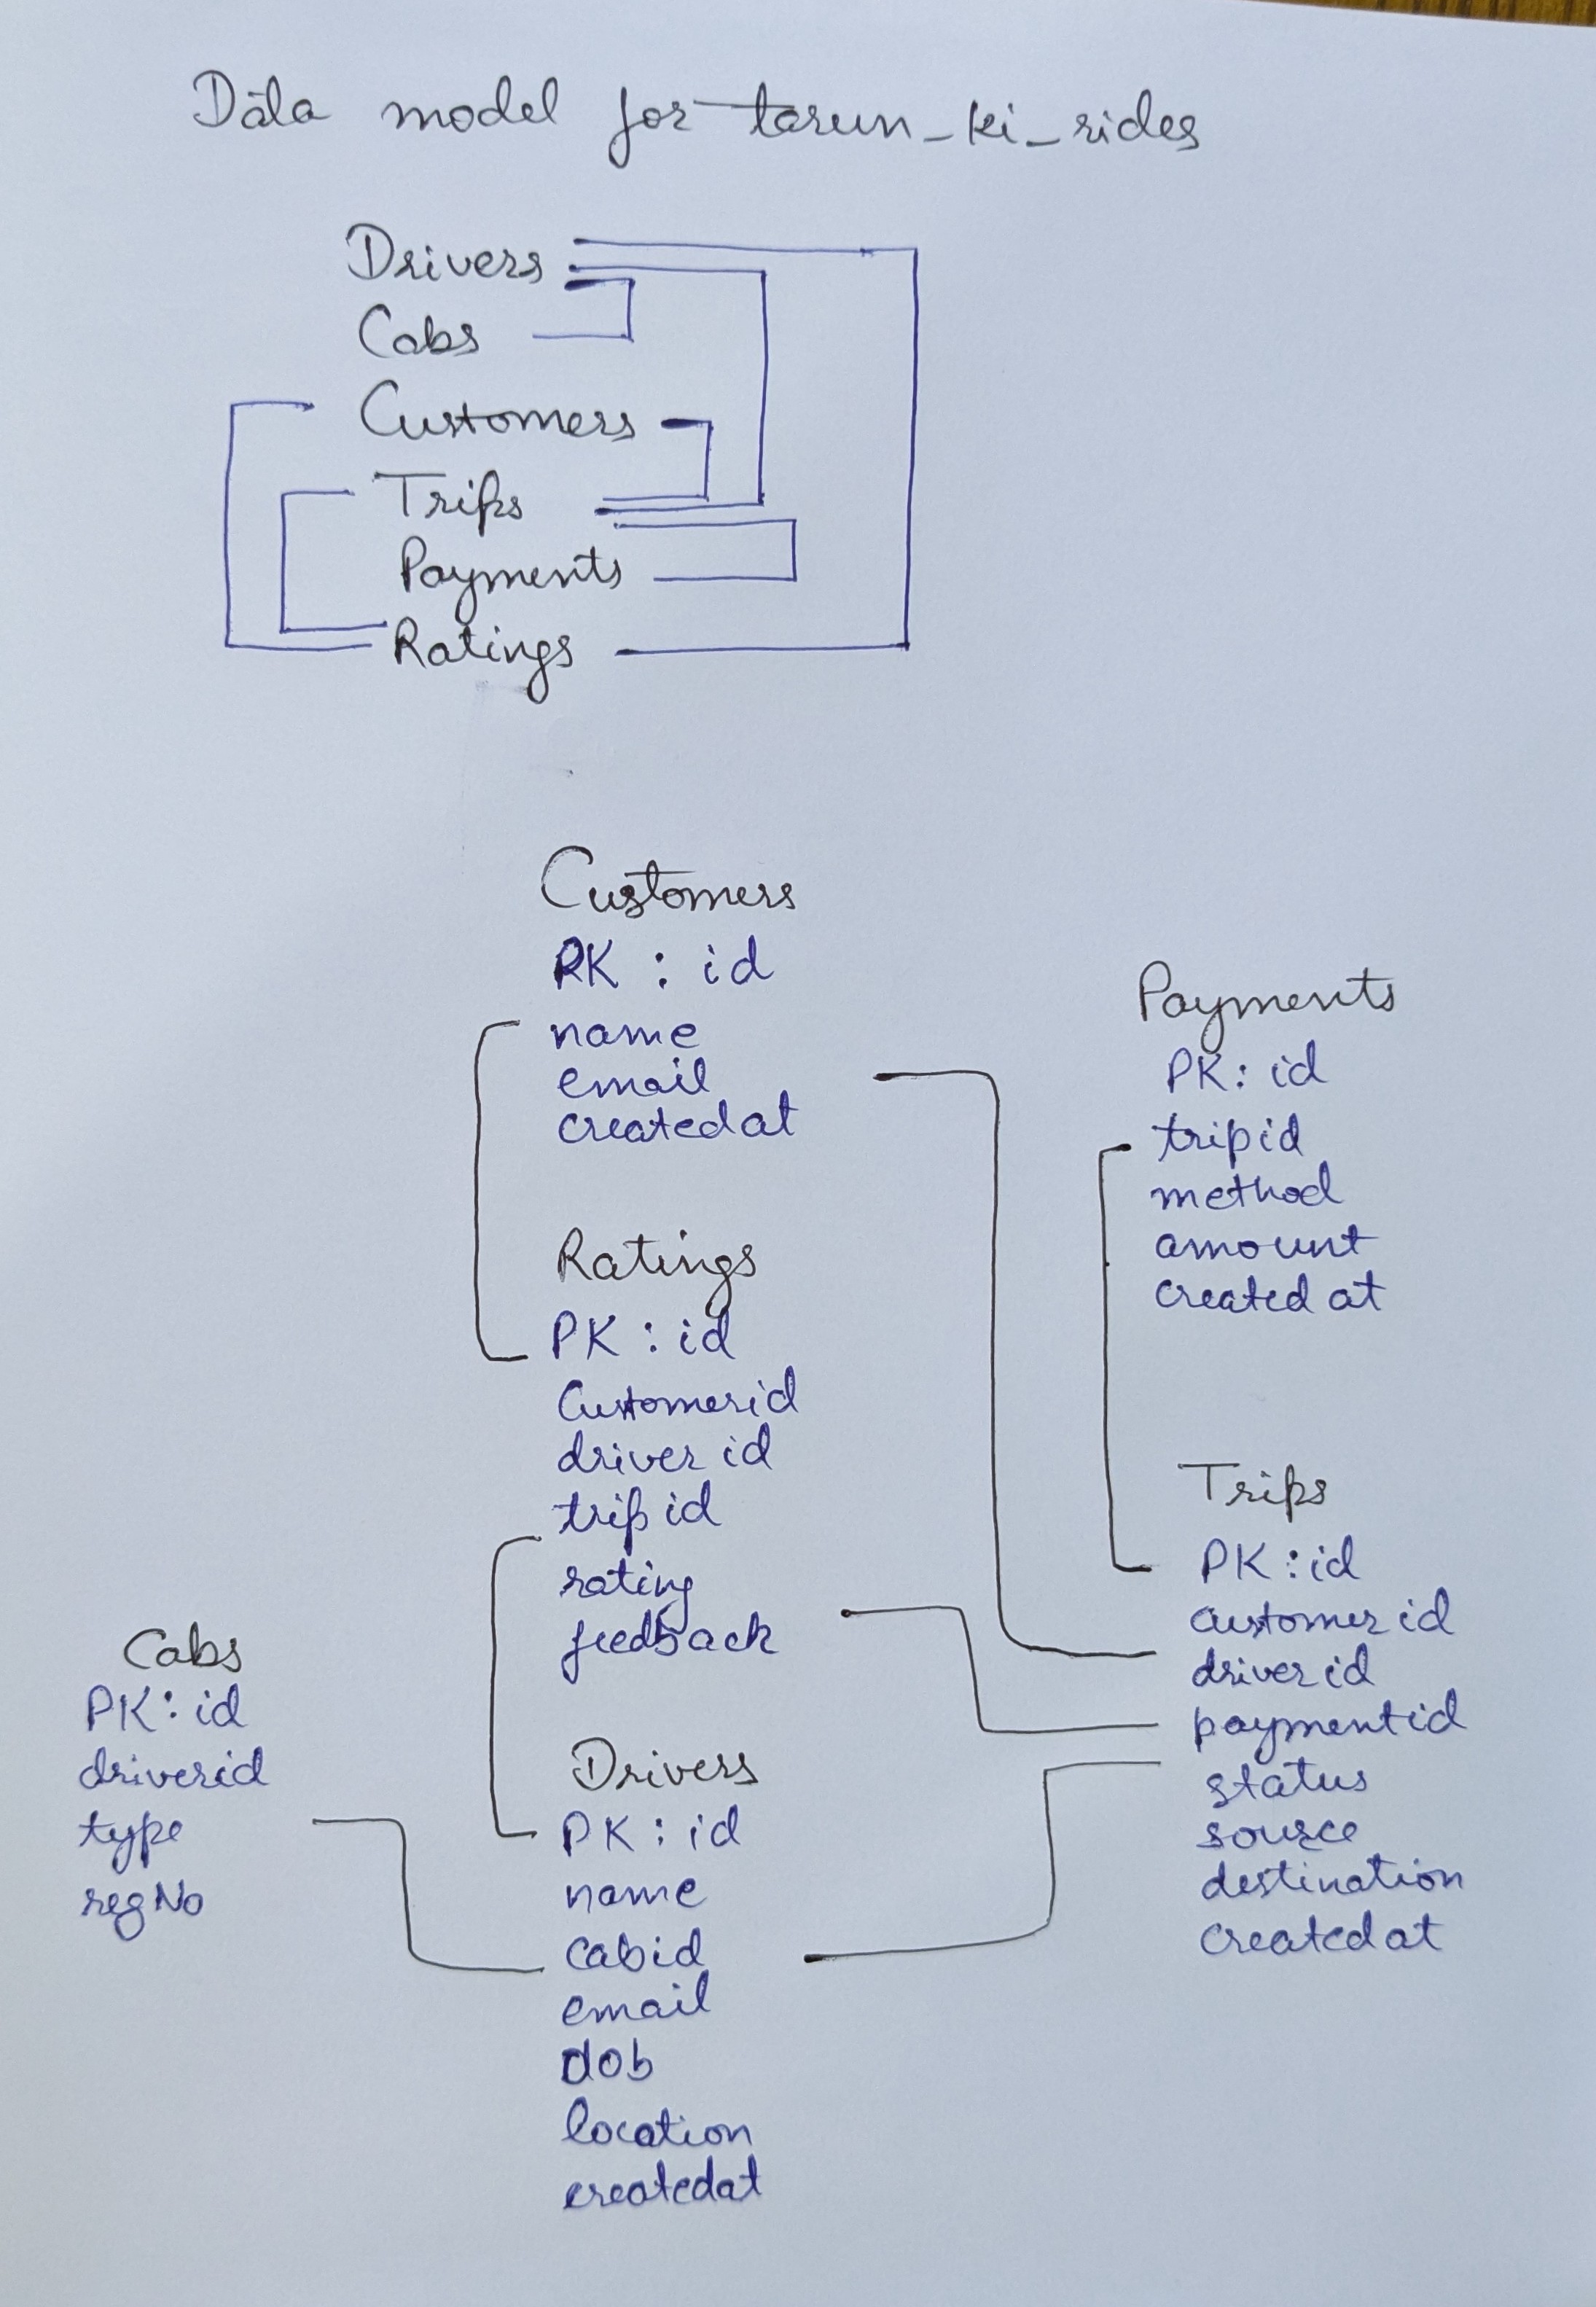 Data model for tarun_ki_rides
Drivers
Cabs
Customers
Trips
Payments
Ratings
Customers
PK : id
name
email
createdat
Ratings
PK : id
Customerid
driver id
trip id
rating
feedback
Drivers
PK : id
name
cabid
email
dob
location
createdat
Cabs
PK : id
driverid
type
regNo
Payments
PK : id
tripid
method
amount
created at
Trips
PK : id
customer id
driver id
paymentid
status
source
destination
createdat